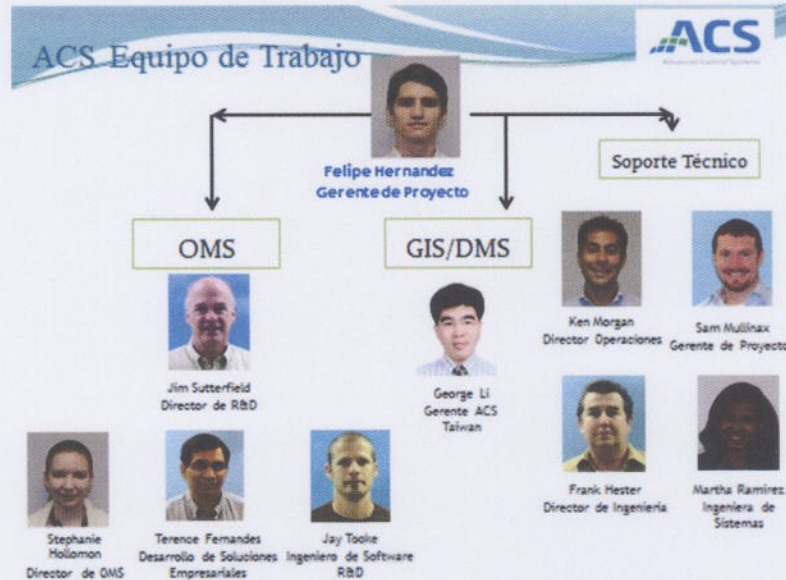 ACS Equipo de Trabajo
ACS
Advanced Control Systems
Felipe Hernandez
Gerente de Proyecto
Soporte Técnico
OMS
GIS/DMS
Jim Sutterfield
Director de R&D
George Li
Gerente ACS
Taiwan
Ken Morgan
Director Operaciones
Sam Mullinax
Gerente de Proyecto
Stephanie
Hollomon
Director de OMS
Terence Fernandes
Desarrollo de Soluciones
Empresariales
Jay Tooke
Ingeniero de Software
R&D
Frank Hester
Director de Ingeniería
Martha Ramirez
Ingeniera de
Sistemas